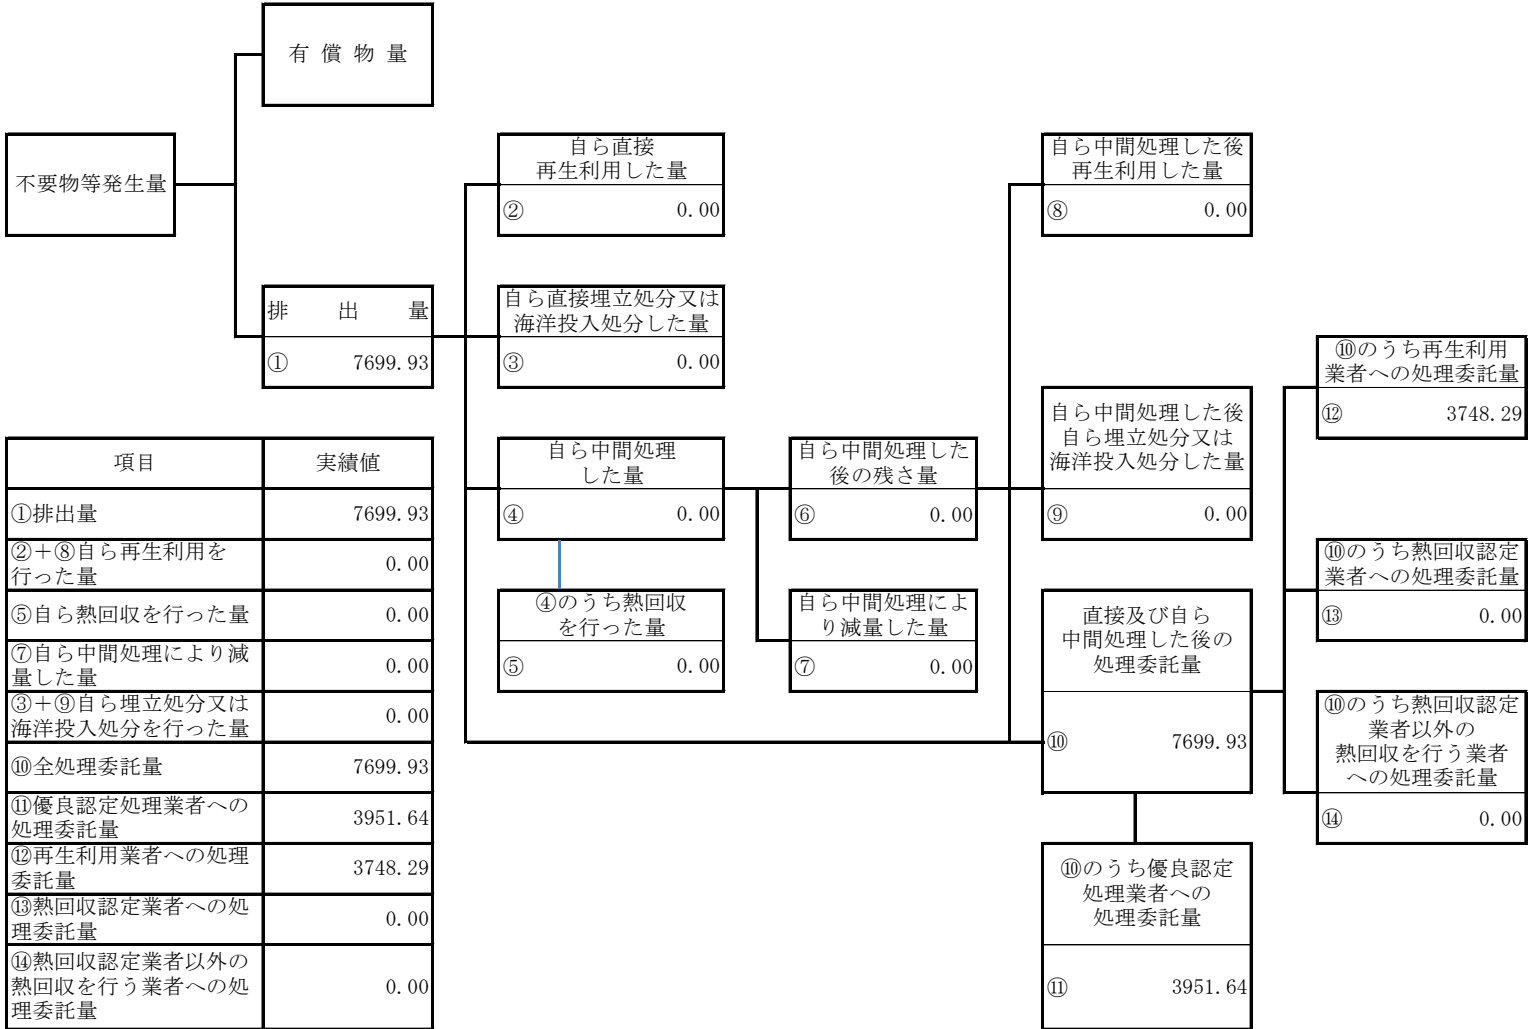 有 償 物 量
不要物等発生量
排 出 量
① 7699.93
自ら直接
再生利用した量
② 0.00
自ら直接埋立処分又は
海洋投入処分した量
③ 0.00
自ら中間処理
した量
④ 0.00
④のうち熱回収
を行った量
⑤ 0.00
自ら中間処理した
後の残さ量
⑥ 0.00
自ら中間処理によ
り減量した量
⑦ 0.00
自ら中間処理した後
再生利用した量
⑧ 0.00
自ら中間処理した後
自ら埋立処分又は
海洋投入処分した量
⑨ 0.00
直接及び自ら
中間処理した後の
処理委託量
⑩ 7699.93
⑩のうち優良認定
処理業者への
処理委託量
⑪ 3951.64
⑩のうち再生利用
業者への処理委託量
⑫ 3748.29
⑩のうち熱回収認定
業者への処理委託量
⑬ 0.00
⑩のうち熱回収認定
業者以外の
熱回収を行う業者
への処理委託量
⑭ 0.00
項目 実績値
①排出量 7699.93
②＋⑧自ら再生利用を
行った量 0.00
⑤自ら熱回収を行った量 0.00
⑦自ら中間処理により減
量した量 0.00
③＋⑨自ら埋立処分又は
海洋投入処分を行った量 0.00
⑩全処理委託量 7699.93
⑪優良認定処理業者への
処理委託量 3951.64
⑫再生利用業者への処理
委託量 3748.29
⑬熱回収認定業者への処
理委託量 0.00
⑭熱回収認定業者以外の
熱回収を行う業者への処
理委託量 0.00